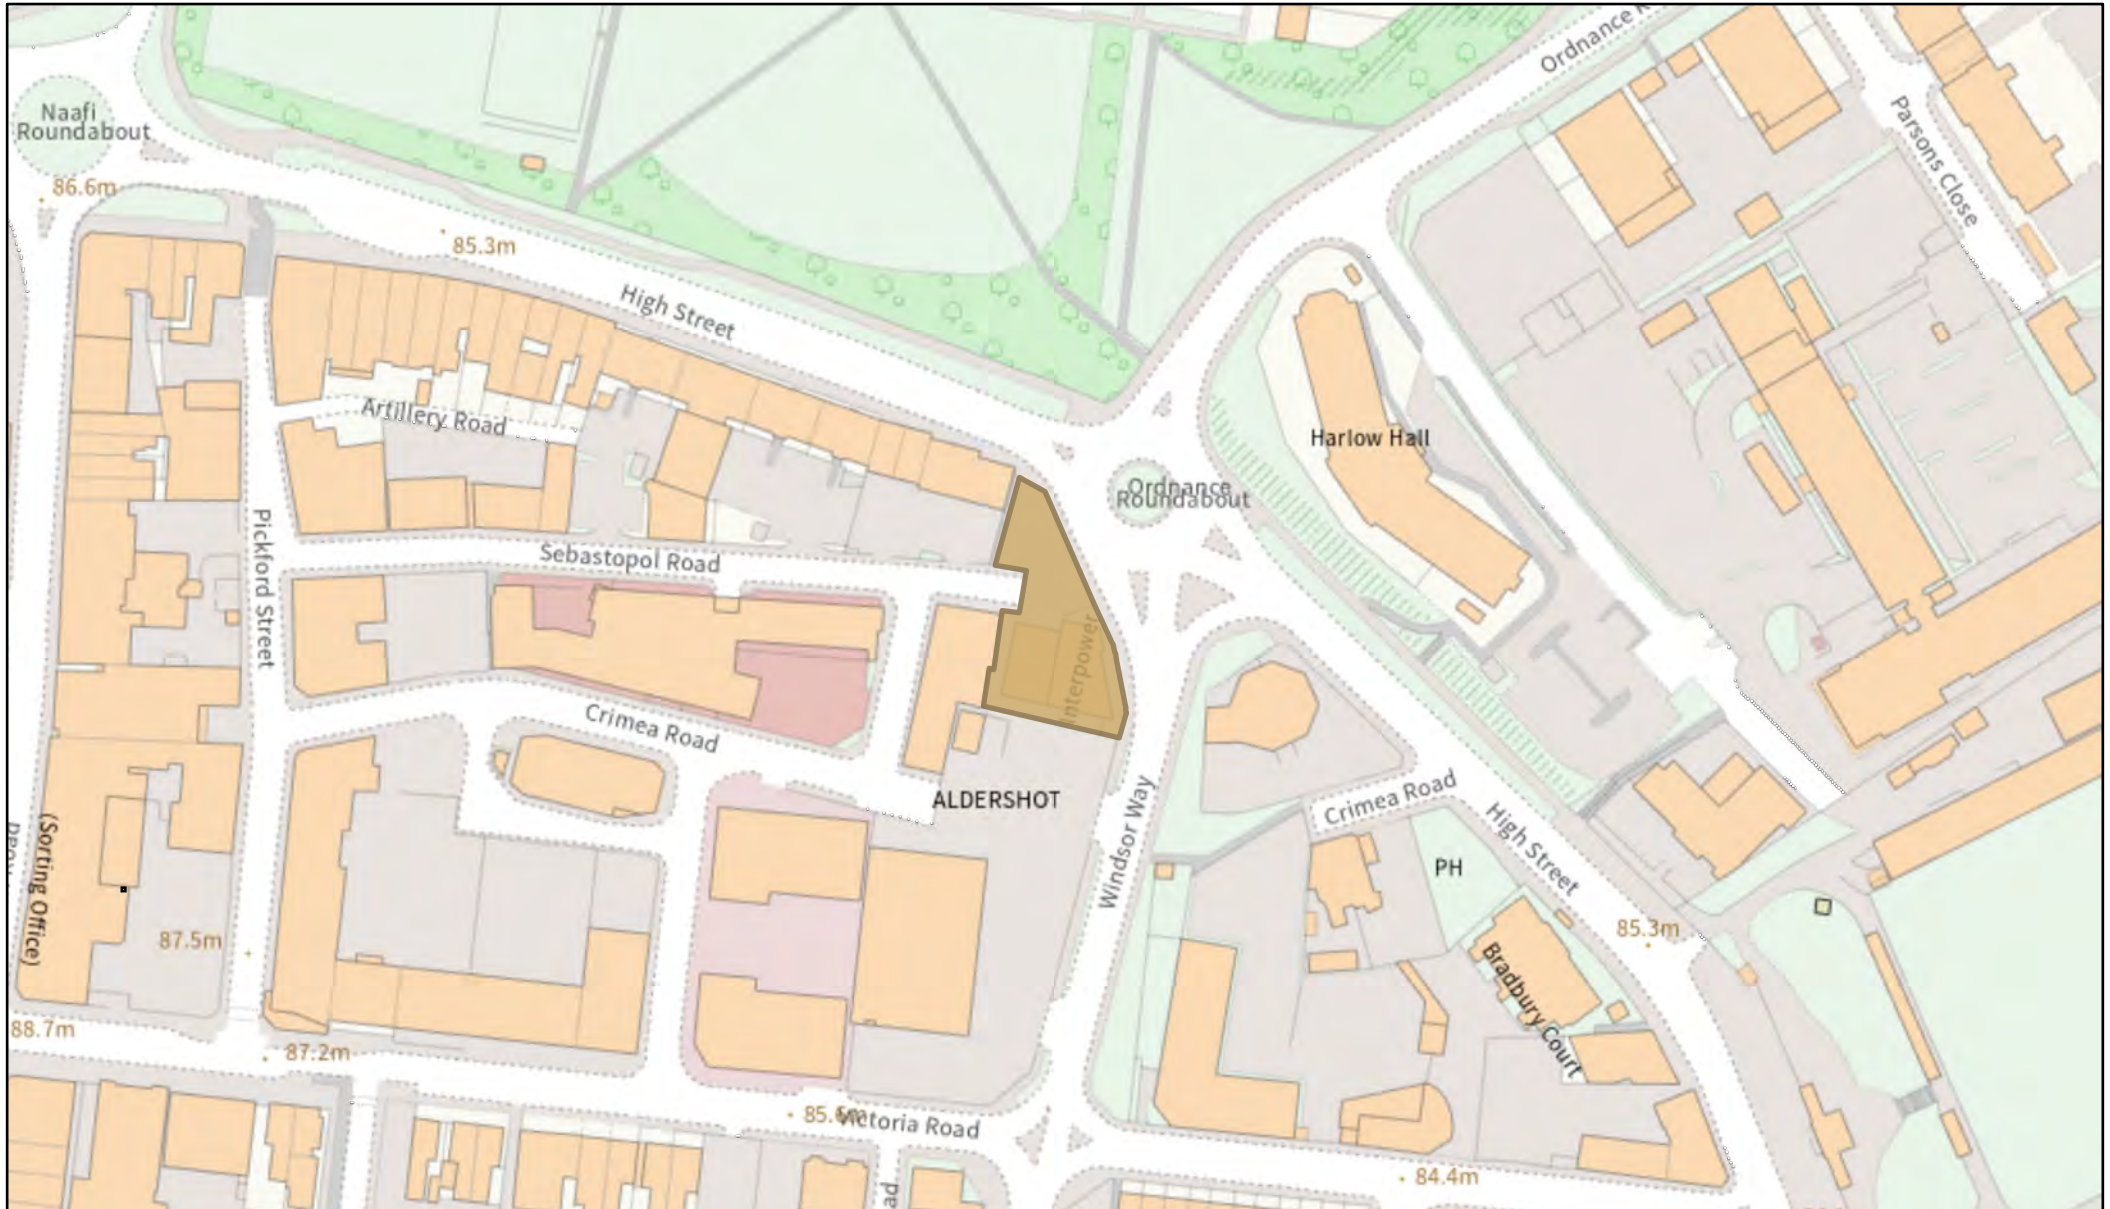 Ordnance
Naafi
Roundabout
Parsons Close
86.6m
85.3m
High Street
Artillery Road
Harlow Hall
Ordnance
Roundabout
Pickford Street
Sebastopol Road
Interpower
Crimea Road
ALDERSHOT
Windsor Way
Crimea Road
High Street
(Sorting Office)
PH
87.5m
85.3m
Bradbury Court
88.7m
87.2m
Victoria Road
84.4m